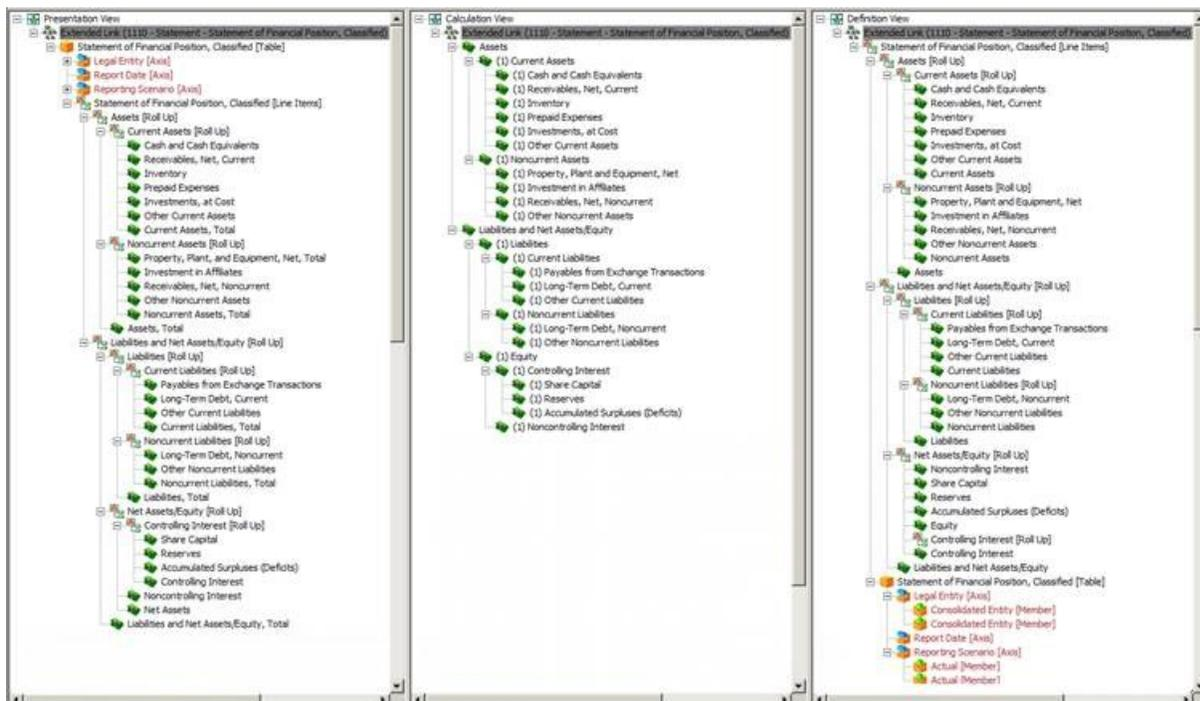 Presentation View
Extended Link (1110 - Statement - Statement of Financial Position, Classified)
Statement of Financial Position, Classified [Table]
Legal Entity [Axis]
Report Date [Axis]
Reporting Scenario [Axis]
Statement of Financial Position, Classified [Line Items]
Assets [Roll Up]
Current Assets [Roll Up]
Cash and Cash Equivalents
Receivables, Net, Current
Inventory
Prepaid Expenses
Investments, at Cost
Other Current Assets
Current Assets, Total
Noncurrent Assets [Roll Up]
Property, Plant, and Equipment, Net, Total
Investment in Affiliates
Receivables, Net, Noncurrent
Other Noncurrent Assets
Noncurrent Assets, Total
Assets, Total
Liabilities and Net Assets/Equity [Roll Up]
Liabilities [Roll Up]
Current Liabilities [Roll Up]
Payables from Exchange Transactions
Long-Term Debt, Current
Other Current Liabilities
Current Liabilities, Total
Noncurrent Liabilities [Roll Up]
Long-Term Debt, Noncurrent
Other Noncurrent Liabilities
Noncurrent Liabilities, Total
Liabilities, Total
Net Assets/Equity [Roll Up]
Controlling Interest [Roll Up]
Share Capital
Reserves
Accumulated Surpluses (Deficits)
Controlling Interest
Noncontrolling Interest
Net Assets
Liabilities and Net Assets/Equity, Total
Calculation View
Extended Link (1110 - Statement - Statement of Financial Position, Classified)
Assets
(1) Current Assets
(1) Cash and Cash Equivalents
(1) Receivables, Net, Current
(1) Inventory
(1) Prepaid Expenses
(1) Investments, at Cost
(1) Other Current Assets
(1) Noncurrent Assets
(1) Property, Plant and Equipment, Net
(1) Investment in Affiliates
(1) Receivables, Net, Noncurrent
(1) Other Noncurrent Assets
Liabilities and Net Assets/Equity
(1) Liabilities
(1) Current Liabilities
(1) Payables from Exchange Transactions
(1) Long-Term Debt, Current
(1) Other Current Liabilities
(1) Noncurrent Liabilities
(1) Long-Term Debt, Noncurrent
(1) Other Noncurrent Liabilities
(1) Equity
(1) Controlling Interest
(1) Share Capital
(1) Reserves
(1) Accumulated Surpluses (Deficits)
(1) Noncontrolling Interest
Definition View
Extended Link (1110 - Statement - Statement of Financial Position, Classified)
Statement of Financial Position, Classified [Line Items]
Assets [Roll Up]
Current Assets [Roll Up]
Cash and Cash Equivalents
Receivables, Net, Current
Inventory
Prepaid Expenses
Investments, at Cost
Other Current Assets
Current Assets
Noncurrent Assets [Roll Up]
Property, Plant and Equipment, Net
Investment in Affiliates
Receivables, Net, Noncurrent
Other Noncurrent Assets
Noncurrent Assets
Assets
Liabilities and Net Assets/Equity [Roll Up]
Liabilities [Roll Up]
Current Liabilities [Roll Up]
Payables from Exchange Transactions
Long-Term Debt, Current
Other Current Liabilities
Current Liabilities
Noncurrent Liabilities [Roll Up]
Long-Term Debt, Noncurrent
Other Noncurrent Liabilities
Noncurrent Liabilities
Liabilities
Net Assets/Equity [Roll Up]
Noncontrolling Interest
Share Capital
Reserves
Accumulated Surpluses (Deficits)
Equity
Controlling Interest [Roll Up]
Controlling Interest
Liabilities and Net Assets/Equity
Statement of Financial Position, Classified [Table]
Legal Entity [Axis]
Consolidated Entity [Member]
Consolidated Entity [Member]
Report Date [Axis]
Reporting Scenario [Axis]
Actual [Member]
Actual [Member]